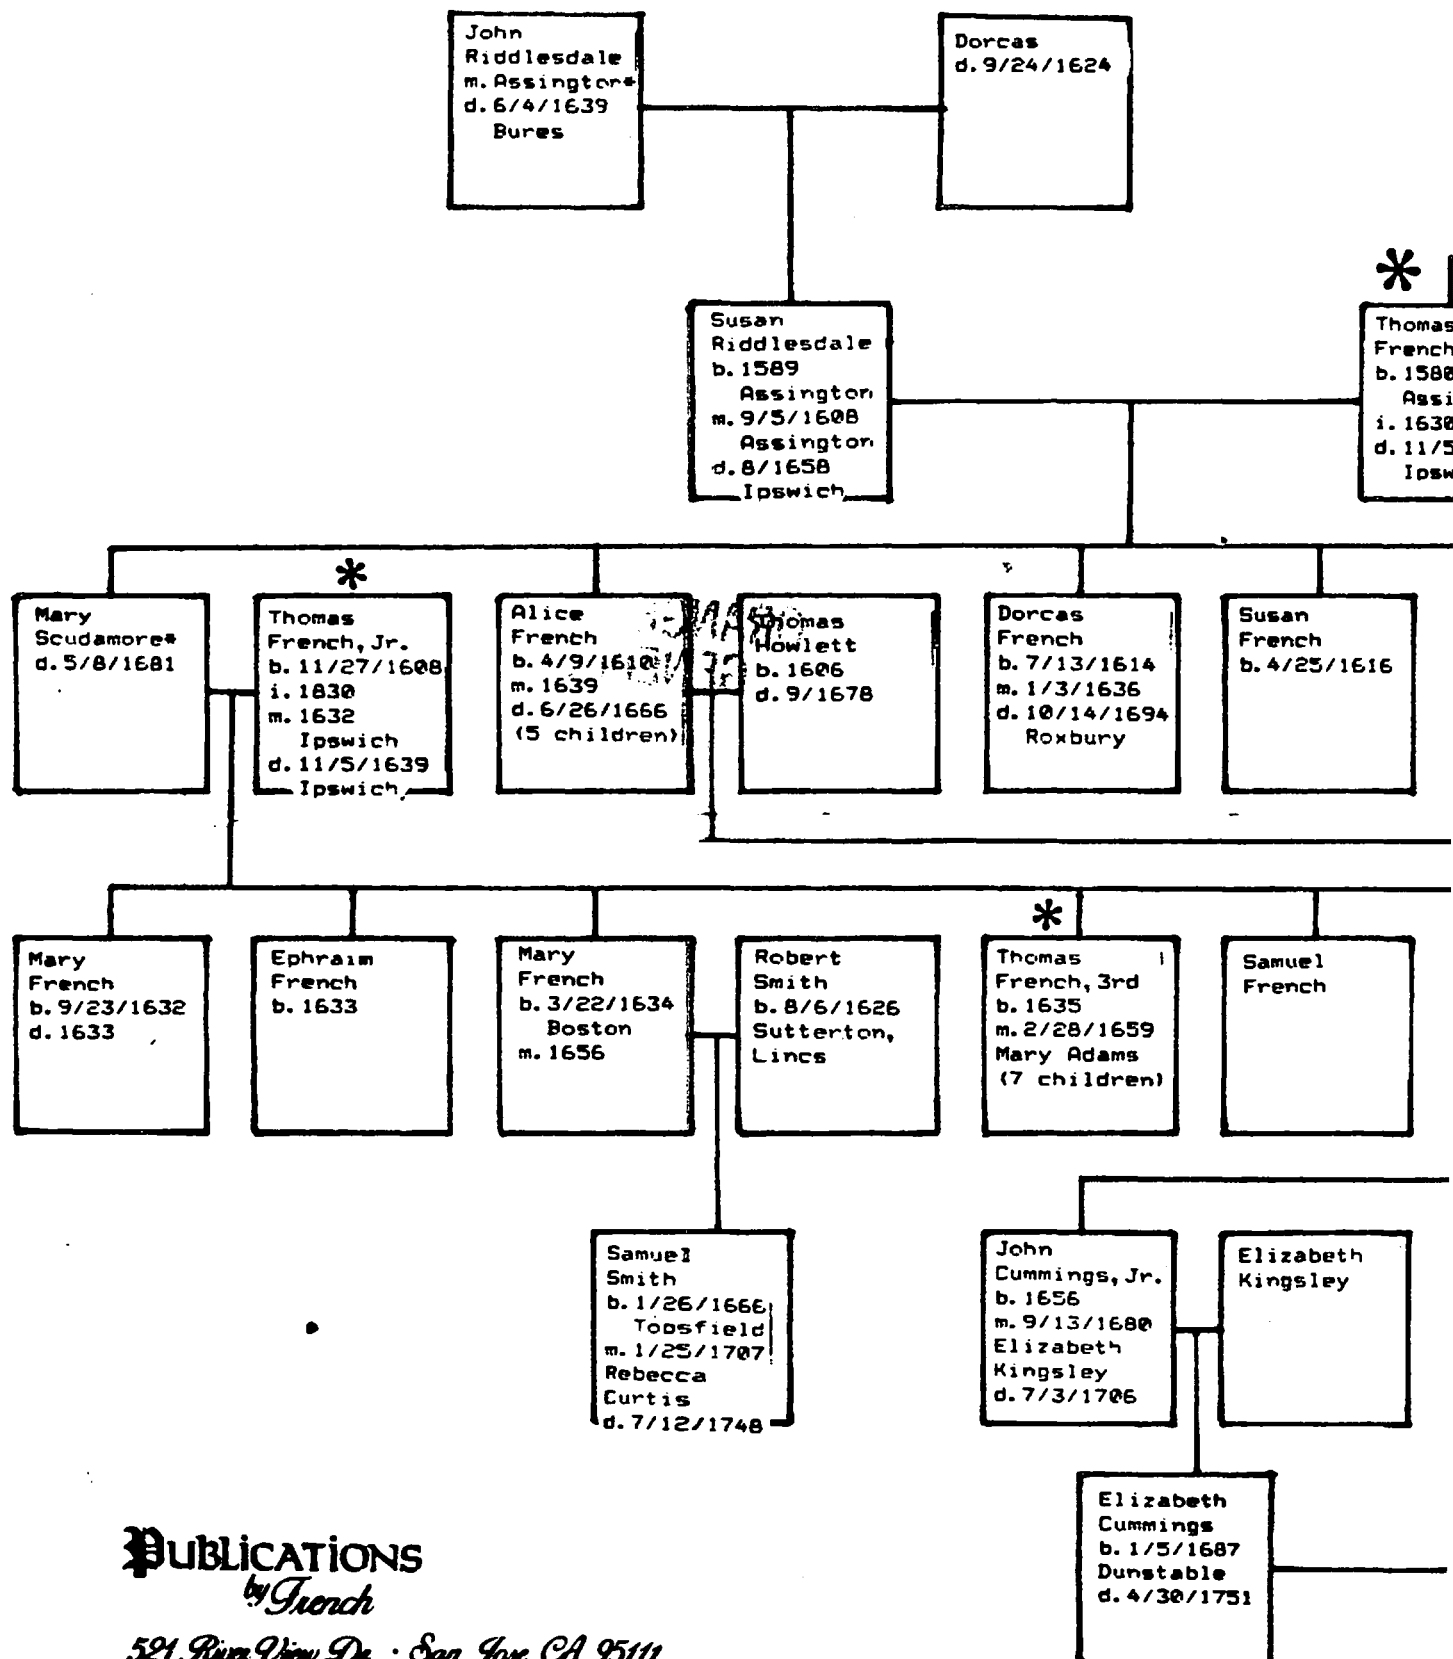 John
Riddlesdale
m. Assington*
d. 6/4/1639
Bures
Dorcas
d. 9/24/1624
*
Susan
Riddlesdale
b. 1589
Assington
m. 9/5/1608
Assington
d. 8/1658
Ipswich
Thomas
French
b. 1580
Assi
i. 1630
d. 11/5
Ipsw
Mary
Scudamore*
d. 5/8/1681
*
Thomas
French, Jr.
b. 11/27/1608
i. 1830
m. 1632
Ipswich
d. 11/5/1639
Ipswich
Alice
French
b. 4/9/1610
m. 1639
d. 6/26/1666
(5 children)
Thomas
Howlett
b. 1606
d. 9/1678
Dorcas
French
b. 7/13/1614
m. 1/3/1636
d. 10/14/1694
Roxbury
Susan
French
b. 4/25/1616
Mary
French
b. 9/23/1632
d. 1633
Ephraim
French
b. 1633
Mary
French
b. 3/22/1634
Boston
m. 1656
Robert
Smith
b. 8/6/1626
Sutterton,
Lincs
*
Thomas
French, 3rd
b. 1635
m. 2/28/1659
Mary Adams
(7 children)
Samuel
French
Samuel
Smith
b. 1/26/1666
Topsfield
m. 1/25/1707
Rebecca
Curtis
d. 7/12/1748
John
Cummings, Jr.
b. 1656
m. 9/13/1680
Elizabeth
Kingsley
d. 7/3/1706
Elizabeth
Kingsley
Elizabeth
Cummings
b. 1/5/1687
Dunstable
d. 4/30/1751
Publications
by French
521 River View Dr. · San Jose CA 95111